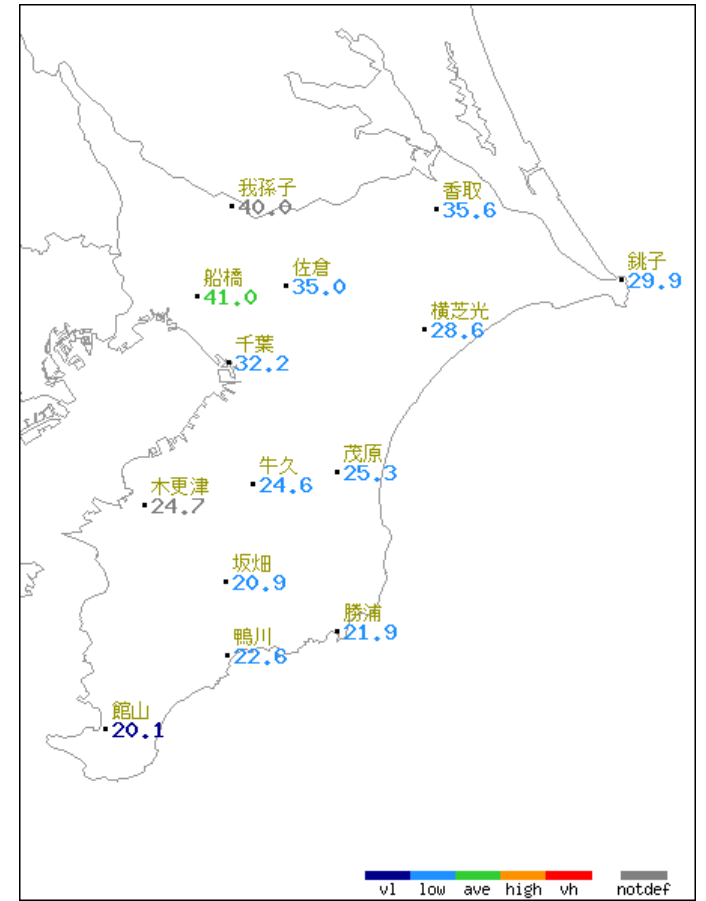 我孫子
40.0
香取
35.6
銚子
29.9
船橋
41.0
佐倉
35.0
横芝光
28.6
千葉
32.2
茂原
25.3
牛久
24.6
木更津
24.7
坂畑
20.9
勝浦
21.9
鴨川
22.6
館山
20.1
vl low ave high vh notdef